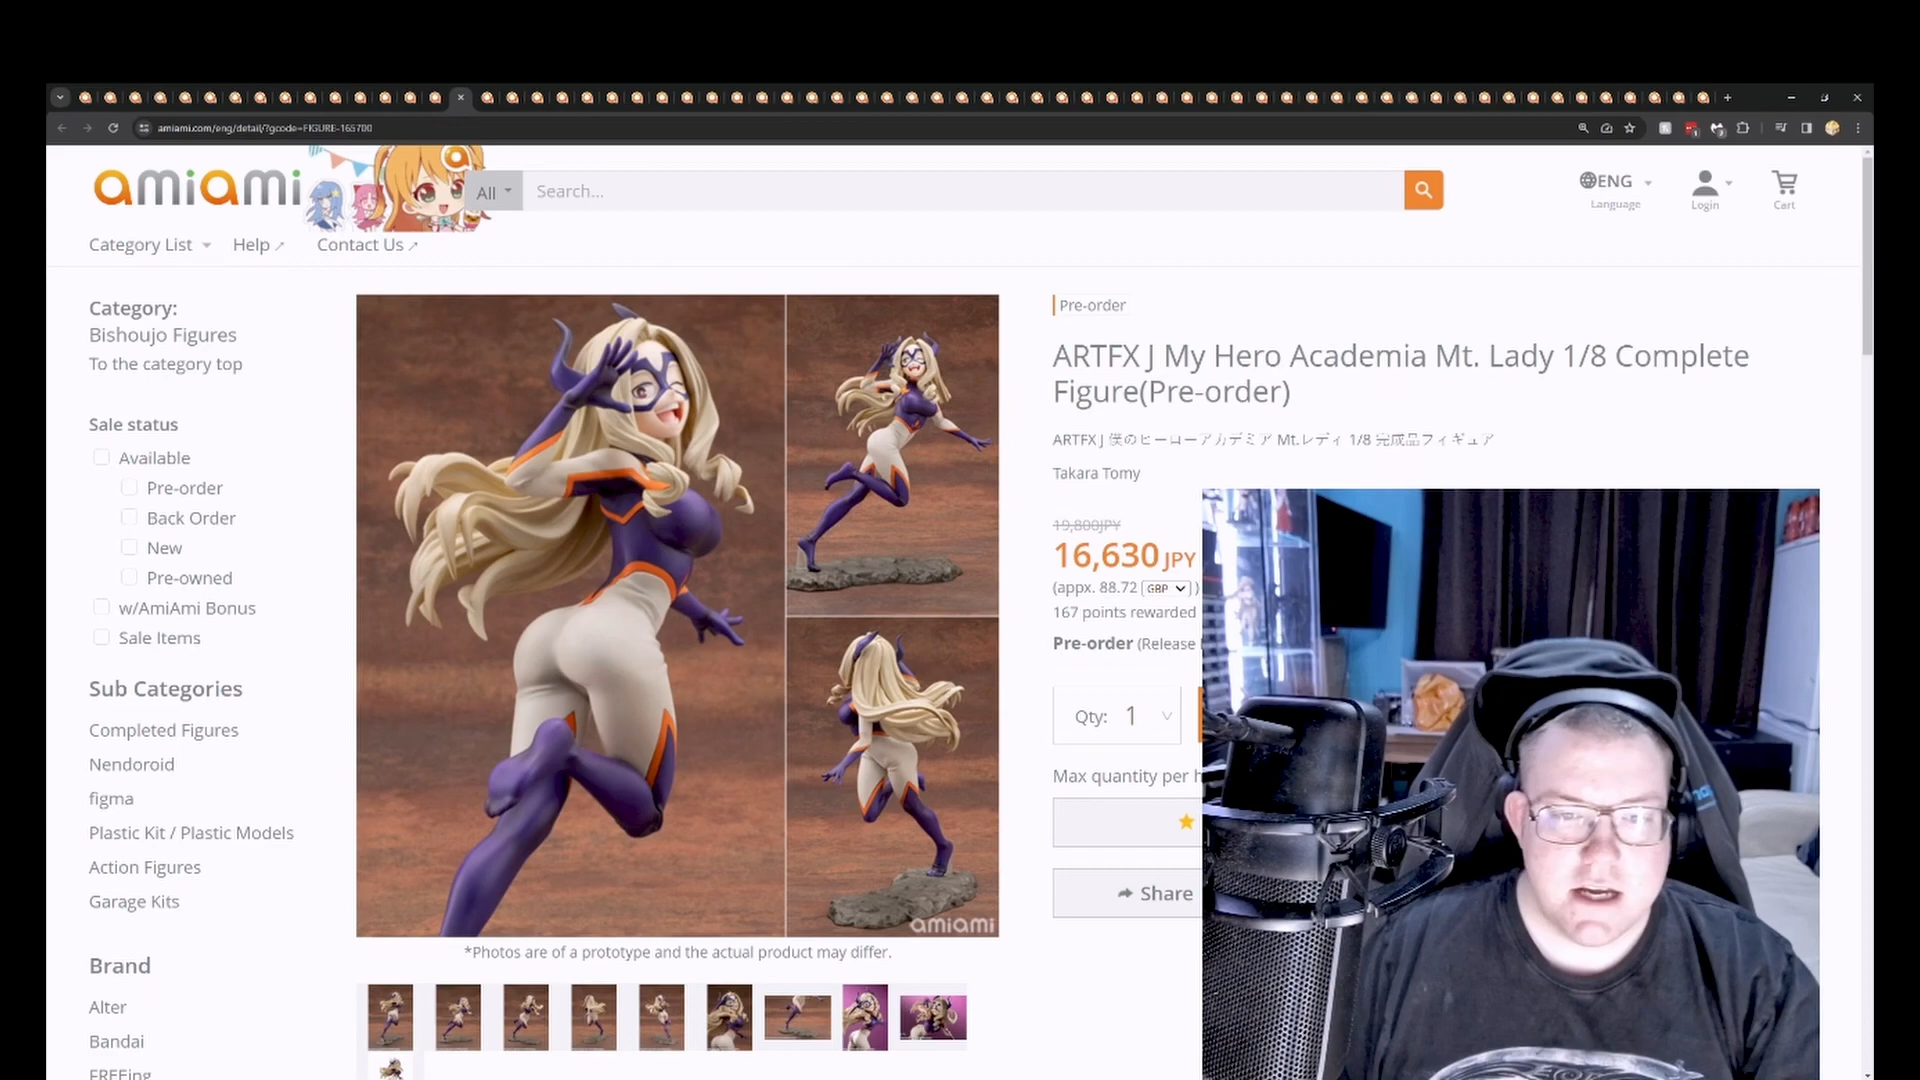 amiami.com/eng/detail/?gcode=FIGURE-165700
amiami
All
Search...
ENG
Language
Login
Cart
Category List
Help
Contact Us
Category:
Bishoujo Figures
To the category top
Sale status
Available
Pre-order
Back Order
New
Pre-owned
w/AmiAmi Bonus
Sale Items
Sub Categories
Completed Figures
Nendoroid
figma
Plastic Kit / Plastic Models
Action Figures
Garage Kits
Brand
Alter
Bandai
FREEing
amiami
*Photos are of a prototype and the actual product may differ.
Pre-order
ARTFX J My Hero Academia Mt. Lady 1/8 Complete
Figure(Pre-order)
ARTFX J 僕のヒーローアカデミア Mt.レディ 1/8 完成品フィギュア
Takara Tomy
19,800JPY
16,630 JPY
(appx. 88.72 GBP )
167 points rewarded
Pre-order (Release
Qty: 1
Max quantity per h
Share